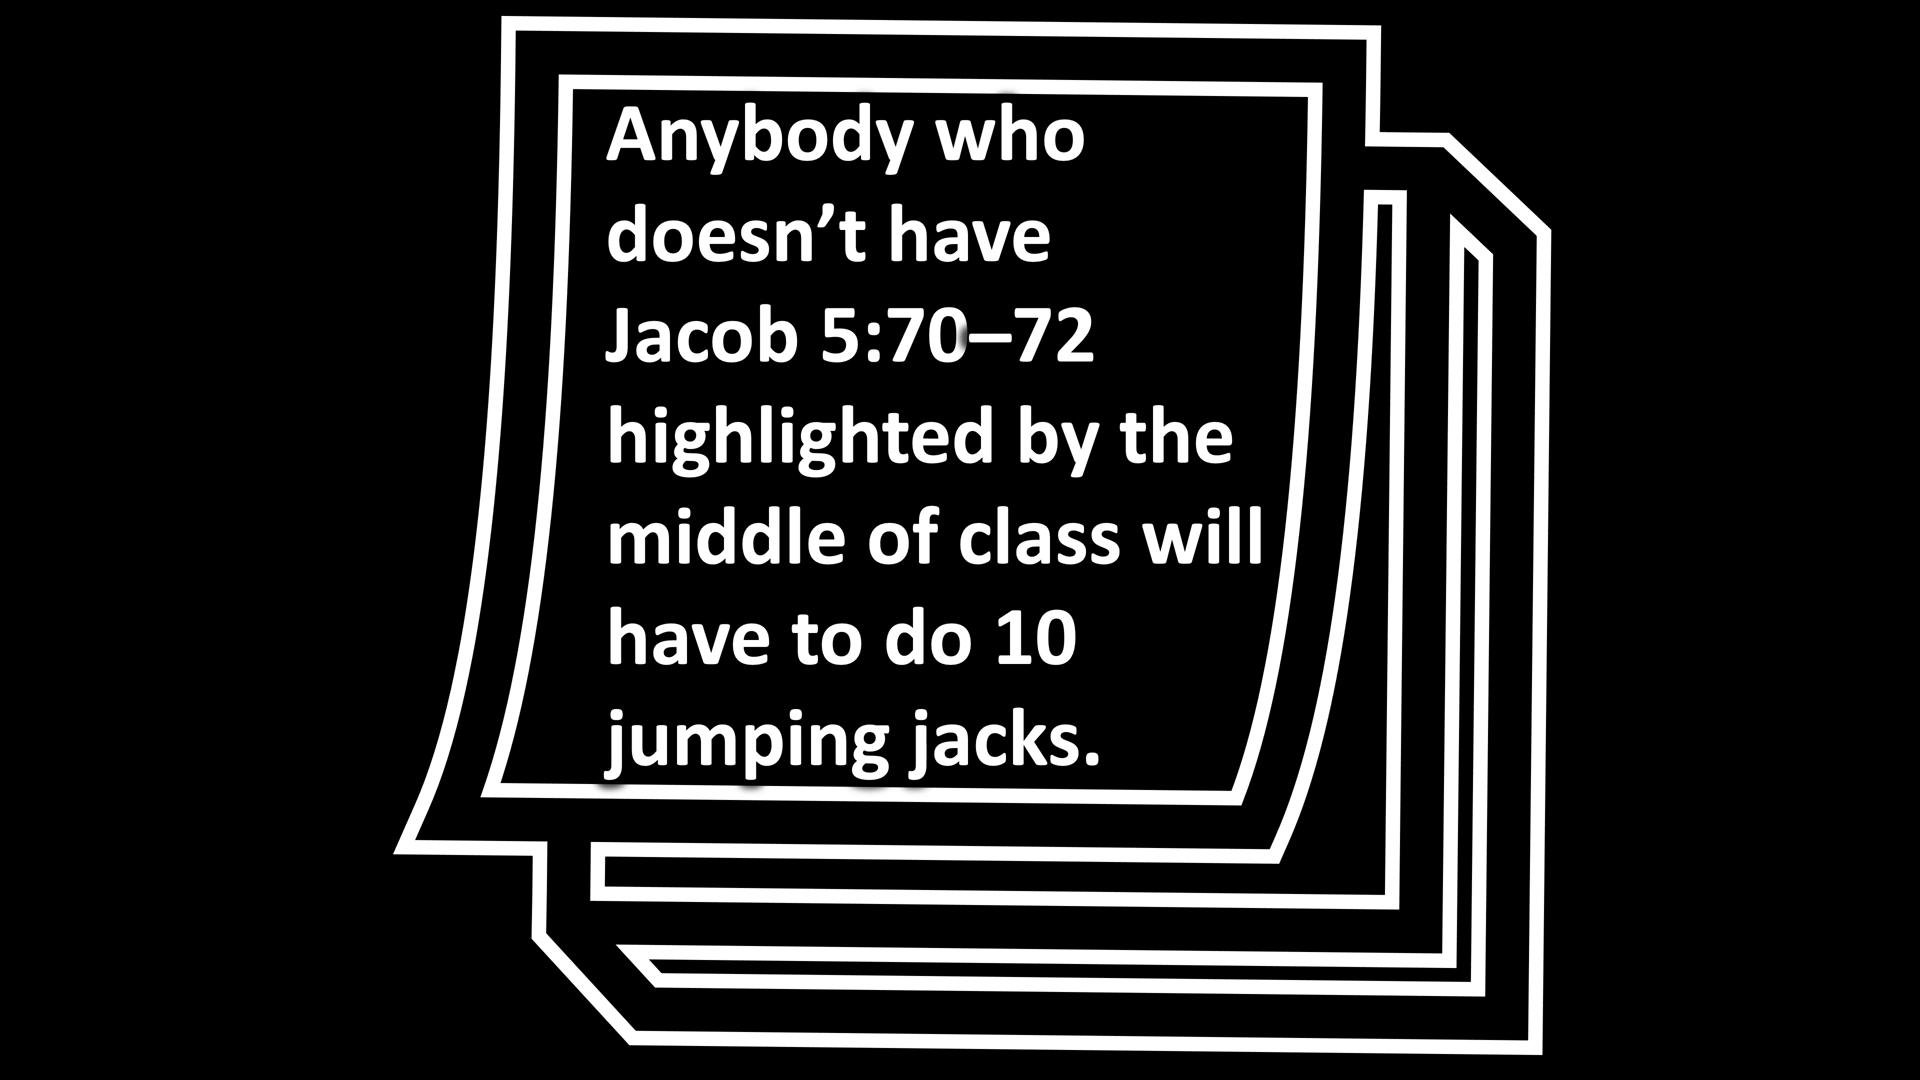 Anybody who
doesn’t have
Jacob 5:70–72
highlighted by the
middle of class will
have to do 10
jumping jacks.